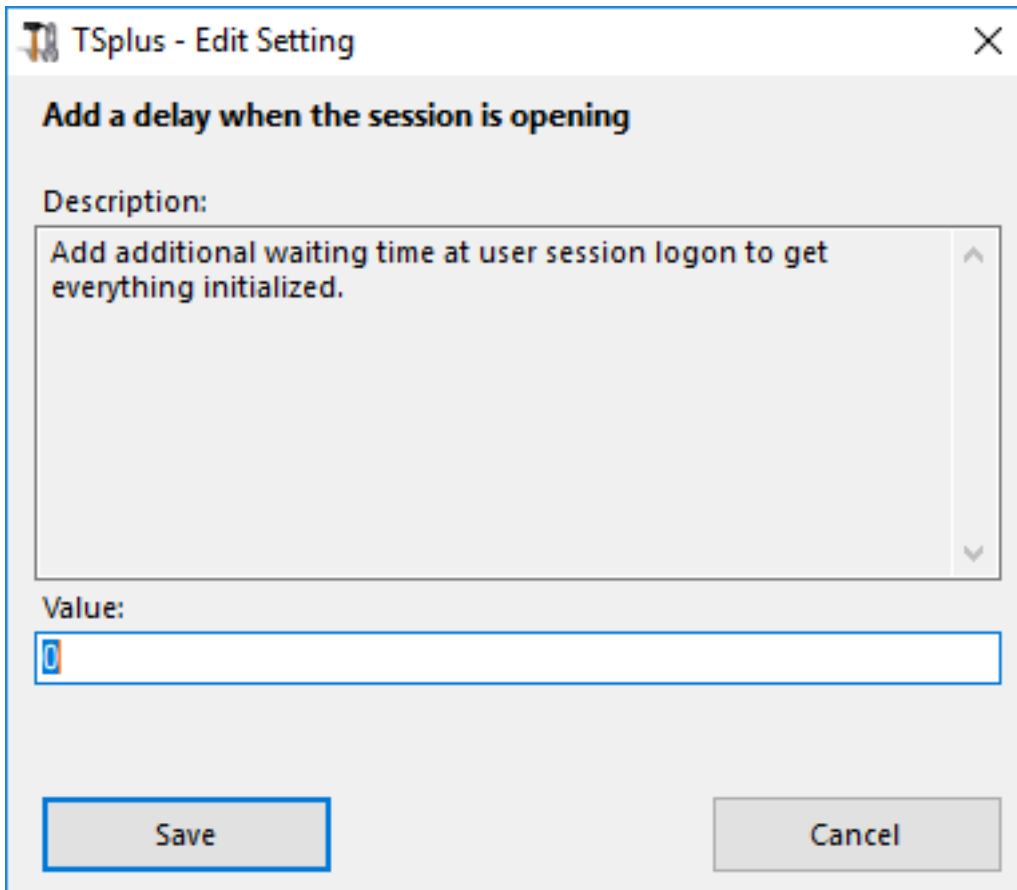 TSplus - Edit Setting
Add a delay when the session is opening
Description:
Add additional waiting time at user session logon to get
everything initialized.
Value:
0
Save
Cancel